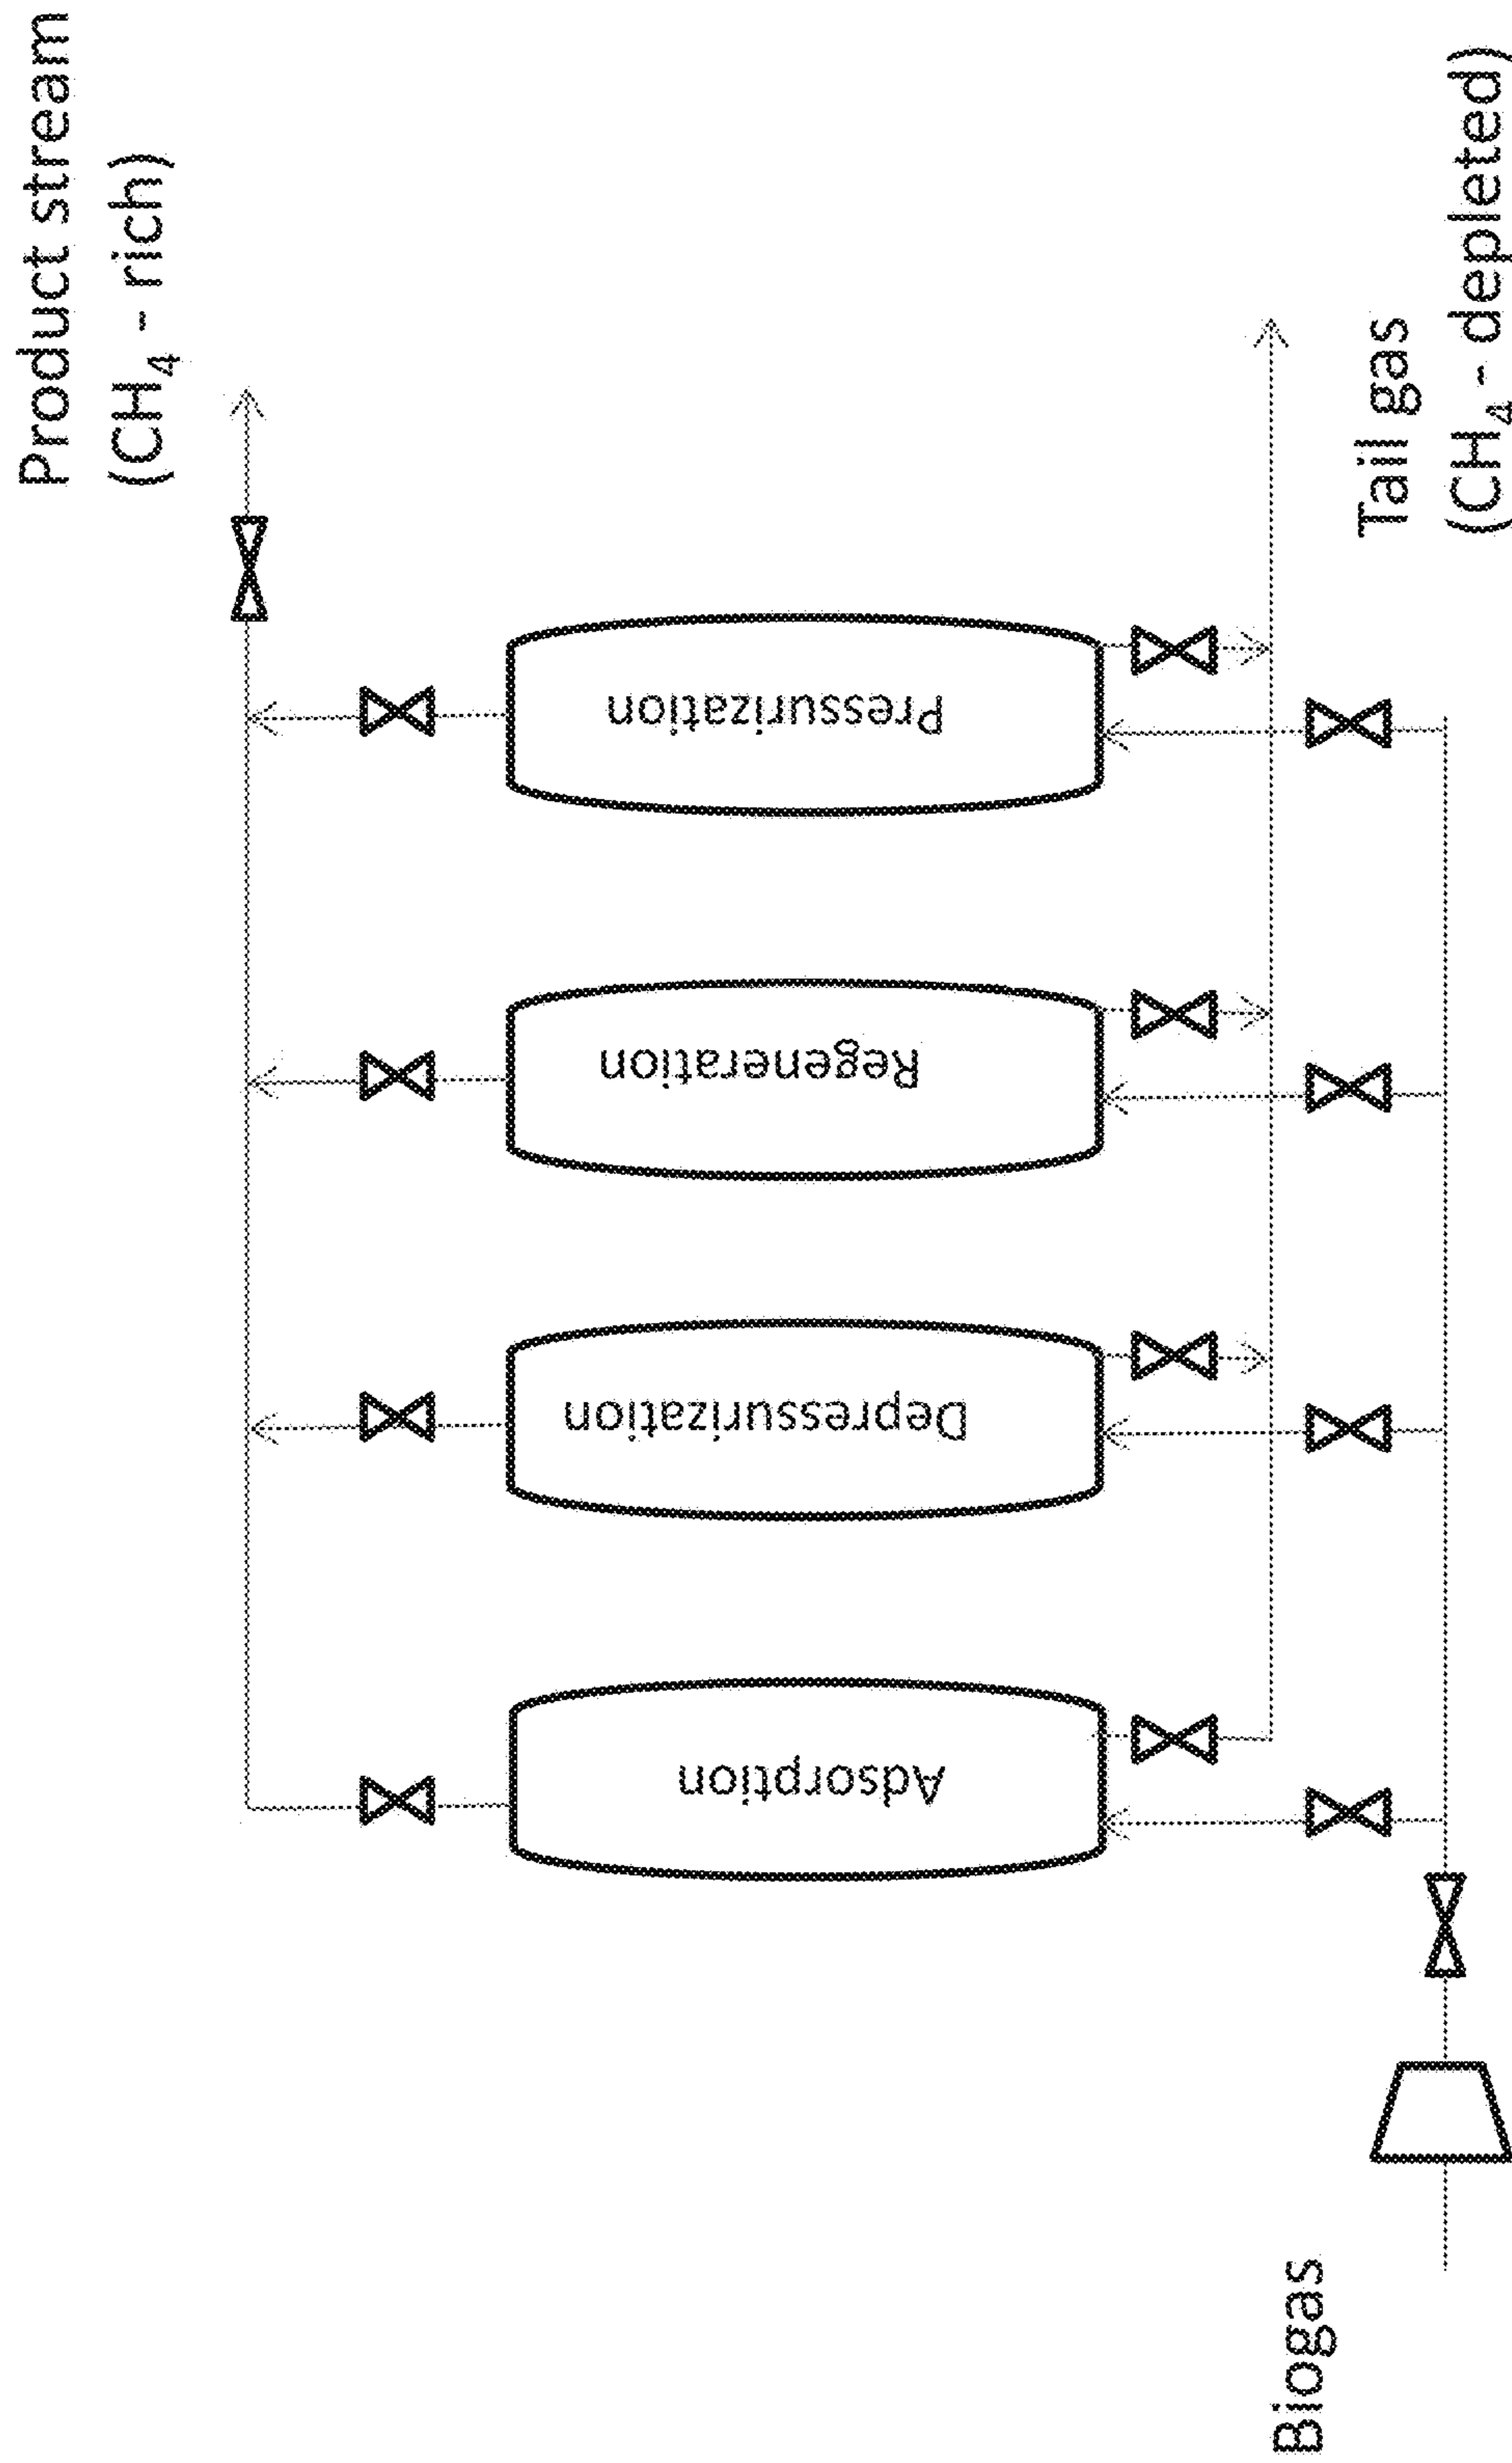 Product stream
(CH₄ - rich)
Adsorption
Depressurization
Regeneration
Pressurization
Biogas
Tail gas
(CH₄ - depleted)